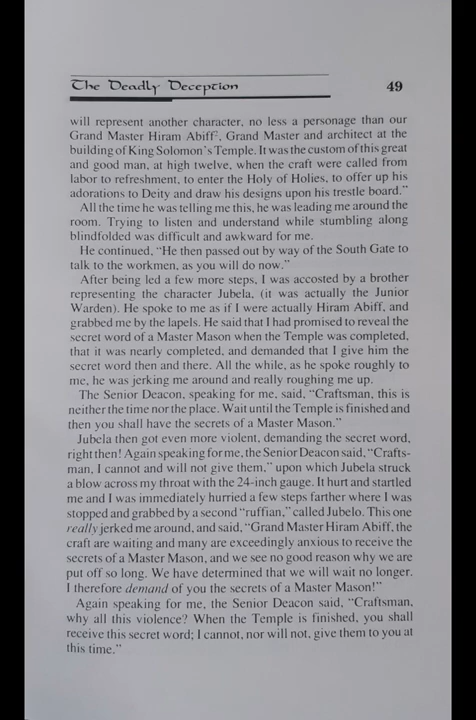 The Deadly Deception 49
will represent another character, no less a personage than our
Grand Master Hiram Abiff², Grand Master and architect at the
building of King Solomon's Temple. It was the custom of this great
and good man, at high twelve, when the craft were called from
labor to refreshment, to enter the Holy of Holies, to offer up his
adorations to Deity and draw his designs upon his trestle board."
All the time he was telling me this, he was leading me around the
room. Trying to listen and understand while stumbling along
blindfolded was difficult and awkward for me.
He continued, "He then passed out by way of the South Gate to
talk to the workmen, as you will do now."
After being led a few more steps, I was accosted by a brother
representing the character Jubela, (it was actually the Junior
Warden). He spoke to me as if I were actually Hiram Abiff, and
grabbed me by the lapels. He said that I had promised to reveal the
secret word of a Master Mason when the Temple was completed,
that it was nearly completed, and demanded that I give him the
secret word then and there. All the while, as he spoke roughly to
me, he was jerking me around and really roughing me up.
The Senior Deacon, speaking for me, said, "Craftsman, this is
neither the time nor the place. Wait until the Temple is finished and
then you shall have the secrets of a Master Mason."
Jubela then got even more violent, demanding the secret word,
right then! Again speaking for me, the Senior Deacon said, "Crafts-
man, I cannot and will not give them," upon which Jubela struck
a blow across my throat with the 24-inch gauge. It hurt and startled
me and I was immediately hurried a few steps farther where I was
stopped and grabbed by a second "ruffian," called Jubelo. This one
really jerked me around, and said, "Grand Master Hiram Abiff, the
craft are waiting and many are exceedingly anxious to receive the
secrets of a Master Mason, and we see no good reason why we are
put off so long. We have determined that we will wait no longer.
I therefore demand of you the secrets of a Master Mason!"
Again speaking for me, the Senior Deacon said, "Craftsman,
why all this violence? When the Temple is finished, you shall
receive this secret word; I cannot, nor will not, give them to you at
this time."